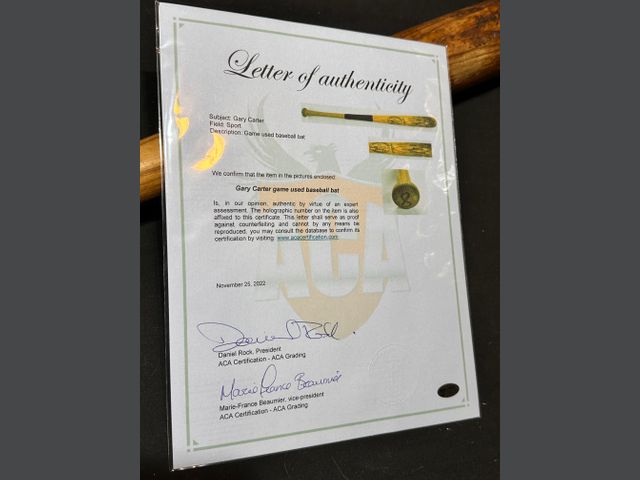 Letter of authenticity
Subject: Gary Carter
Field: Sport
Description: Game used baseball bat
We confirm that the item in the pictures enclosed:
Gary Carter game used baseball bat
Is, in our opinion, authentic by virtue of an expert
assessment. The holographic number on the item is also
affixed to this certificate. This letter shall serve as proof
against counterfeiting and cannot by any means be
reproduced, you may consult the database to confirm its
certification by visiting: www.acacertification.com
ACA
November 25, 2022
Daniel Rock, President
ACA Certification - ACA Grading
Marie France Beaumier
Marie-France Beaumier, vice-president
ACA Certification - ACA Grading